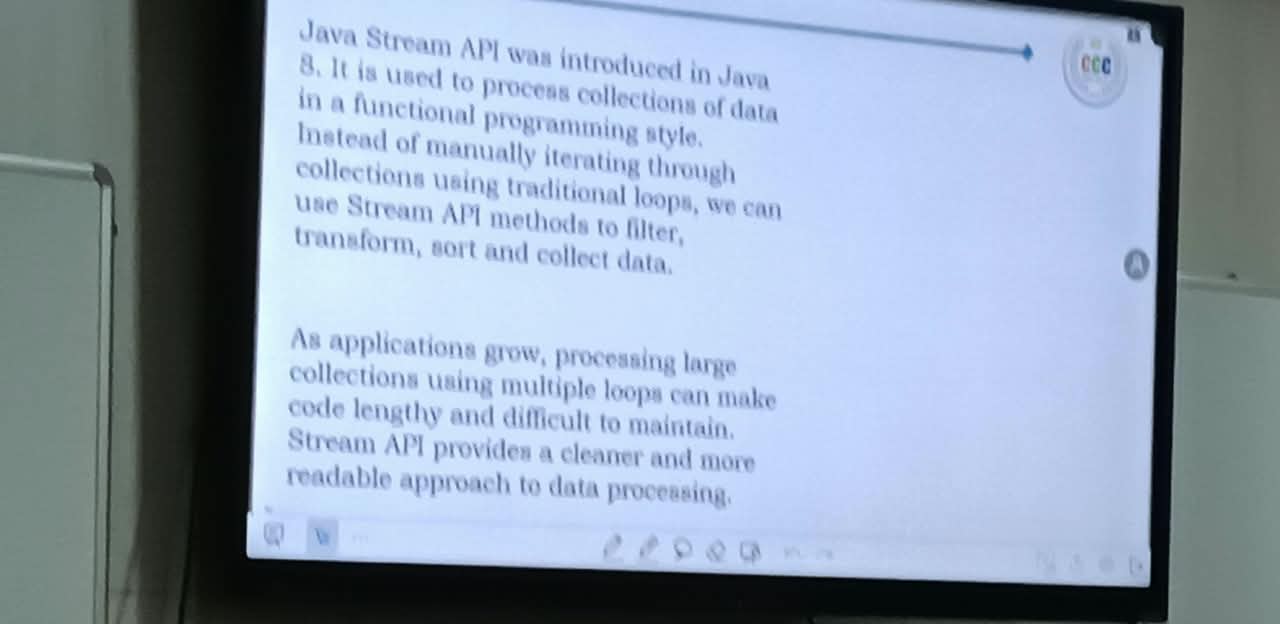 Java Stream API was introduced in Java
8. It is used to process collections of data
in a functional programming style.
Instead of manually iterating through
collections using traditional loops, we can
use Stream API methods to filter,
transform, sort and collect data.
As applications grow, processing large
collections using multiple loops can make
code lengthy and difficult to maintain.
Stream API provides a cleaner and more
readable approach to data processing.
CCC
A